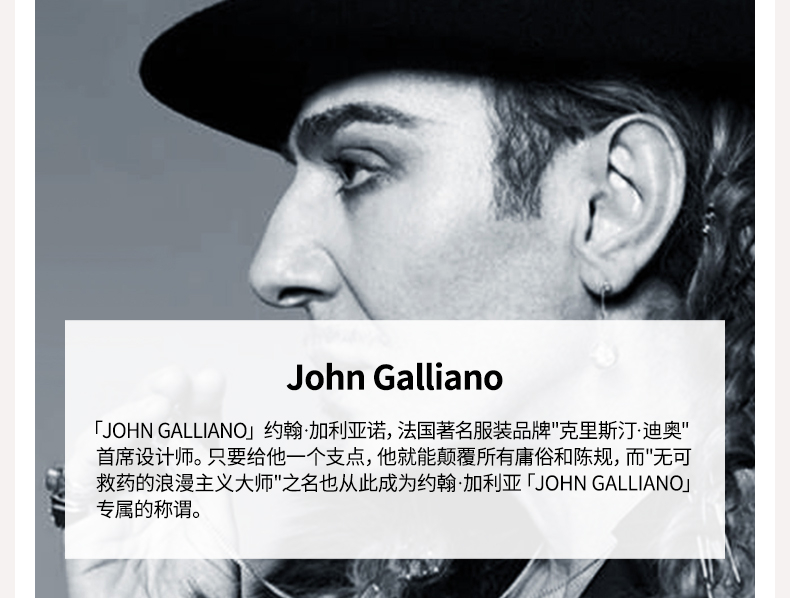 John Galliano
「JOHN GALLIANO」约翰·加利亚诺，法国著名服装品牌"克里斯汀·迪奥"
首席设计师。只要给他一个支点，他就能颠覆所有庸俗和陈规，而"无可
救药的浪漫主义大师"之名也从此成为约翰·加利亚「JOHN GALLIANO」
专属的称谓。